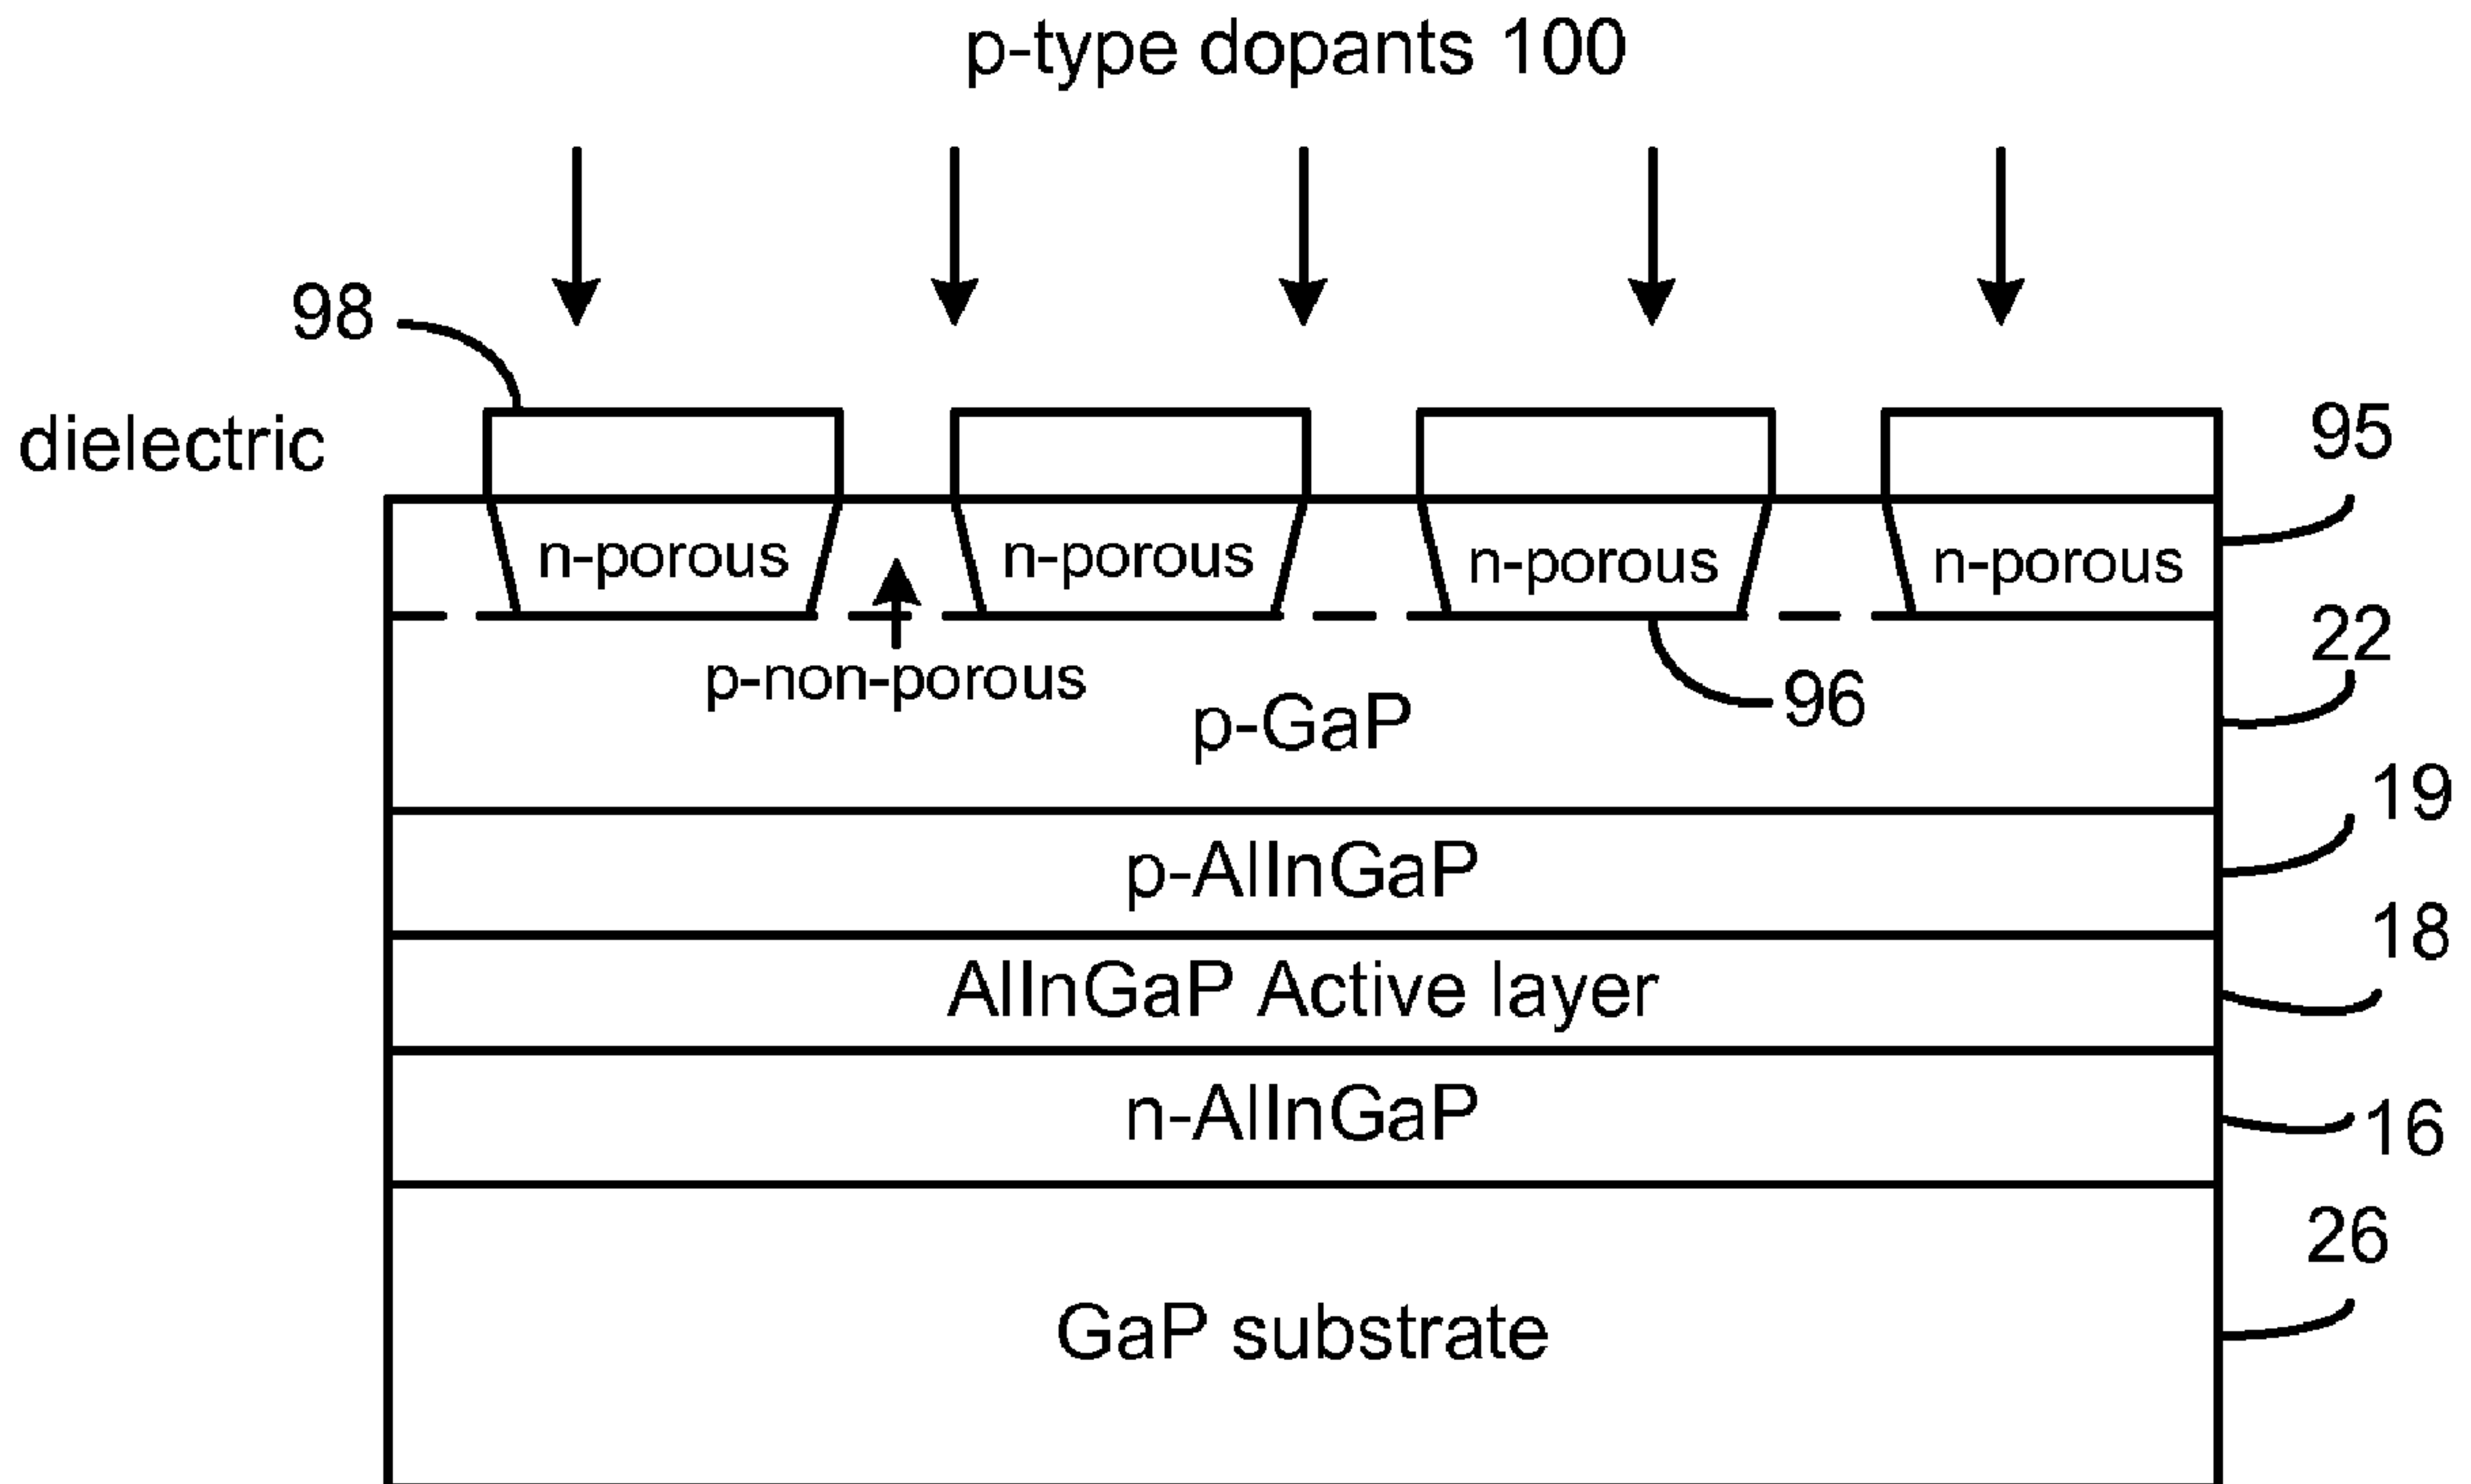 p-type dopants 100
98
dielectric
95
n-porous n-porous n-porous n-porous
22
p-non-porous
96
p-GaP
19
p-AlInGaP
18
AlInGaP Active layer
n-AlInGaP
16
26
GaP substrate